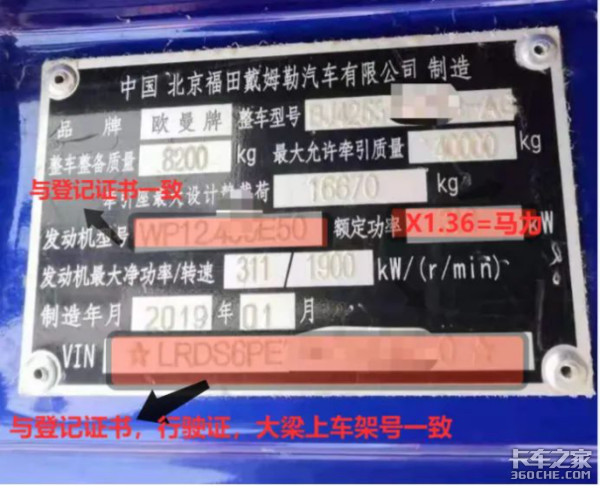 中国 北京福田戴姆勒汽车有限公司 制造
品 牌 欧曼牌 整车型号 BJ4253
整车整备质量 8200 kg 最大允许牵引质量 40000 kg
与登记证书一致
16670 kg
发动机型号 WP12. E50 额定功率 X1.36=马力 kW
发动机最大净功率/转速 311 / 1900 kW/(r/min)
制造年月 2019 年 01 月
VIN ☆ LRDS6PE 0 ☆
与登记证书，行驶证，大梁上车架号一致
卡车之家
360CHE.COM